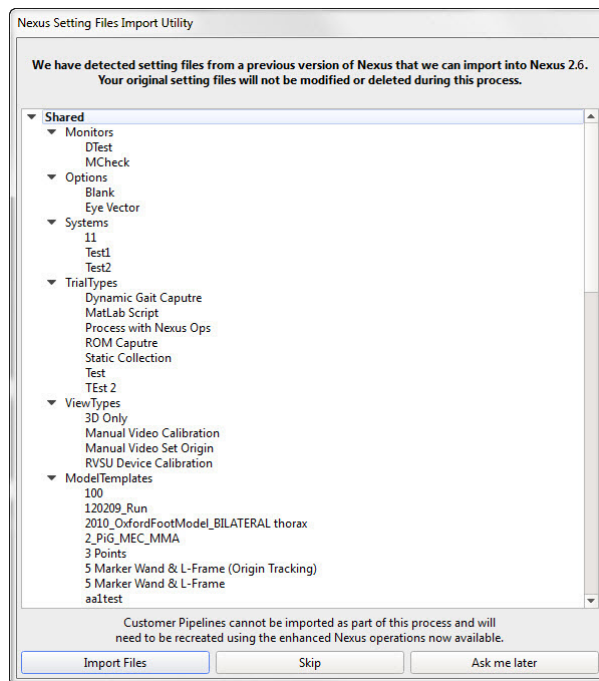 Nexus Setting Files Import Utility
We have detected setting files from a previous version of Nexus that we can import into Nexus 2.6.
Your original setting files will not be modified or deleted during this process.
Shared
Monitors
DTest
MCheck
Options
Blank
Eye Vector
Systems
11
Test1
Test2
TrialTypes
Dynamic Gait Caputre
MatLab Script
Process with Nexus Ops
ROM Caputre
Static Collection
Test
TEst 2
ViewTypes
3D Only
Manual Video Calibration
Manual Video Set Origin
RVSU Device Calibration
ModelTemplates
100
120209_Run
2010_OxfordFootModel_BILATERAL thorax
2_PiG_MEC_MMA
3 Points
5 Marker Wand & L-Frame (Origin Tracking)
5 Marker Wand & L-Frame
aa1test
Customer Pipelines cannot be imported as part of this process and will
need to be recreated using the enhanced Nexus operations now available.
Import Files Skip Ask me later